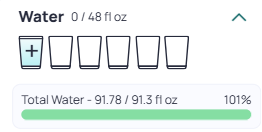 Water 0 / 48 fl oz
Total Water - 91.78 / 91.3 fl oz 101%